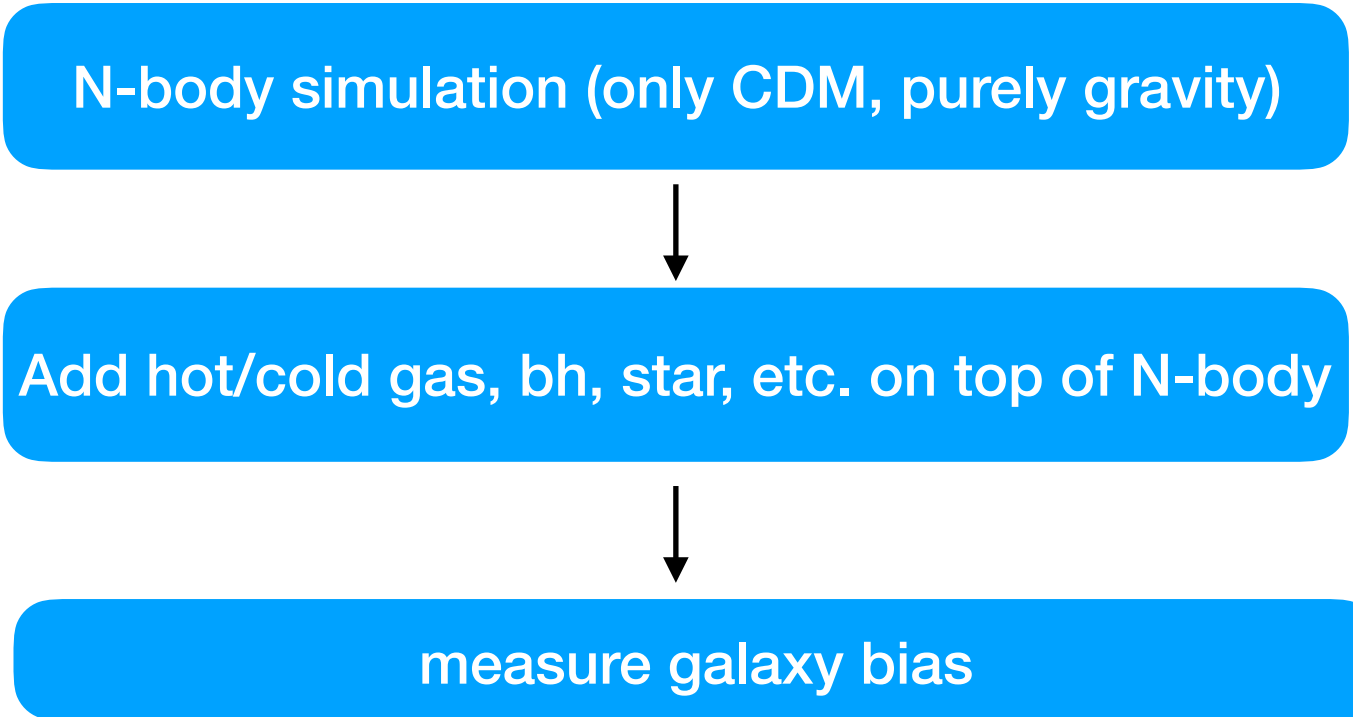 N-body simulation (only CDM, purely gravity)
Add hot/cold gas, bh, star, etc. on top of N-body
measure galaxy bias